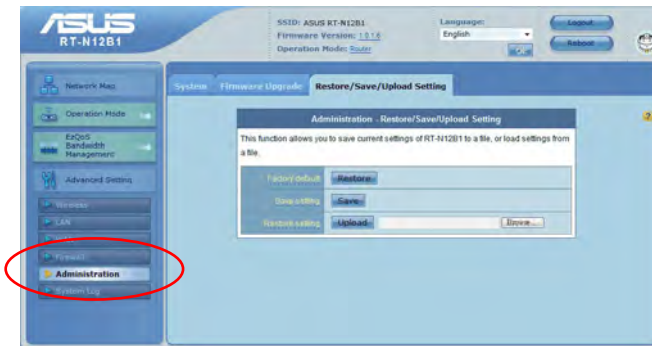 ASUS
RT-N12B1
SSID: ASUS RT-N12B1
Firmware Version: 1.0.1.6
Operation Mode: Router
Language:
English
OK
Logout
Reboot
Network Map
Operation Mode
EzQoS
Bandwidth
Management
Advanced Setting
Wireless
LAN
Firewall
Administration
System Log
System
Firmware Upgrade
Restore/Save/Upload Setting
Administration - Restore/Save/Upload Setting
This function allows you to save current settings of RT-N12B1 to a file, or load settings from
a file.
Factory default
Restore
Save setting
Save
Restore setting
Upload
Browse...